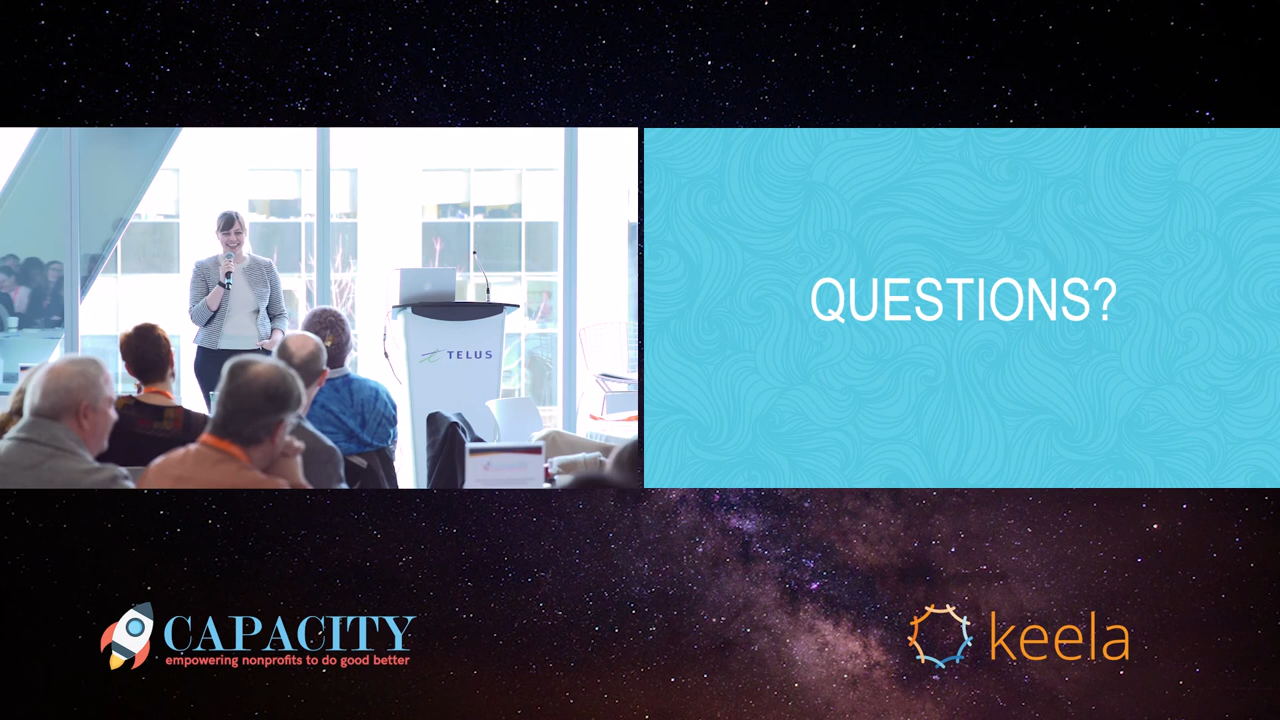 TELUS
QUESTIONS?
CAPACITY
empowering nonprofits to do good better
keela